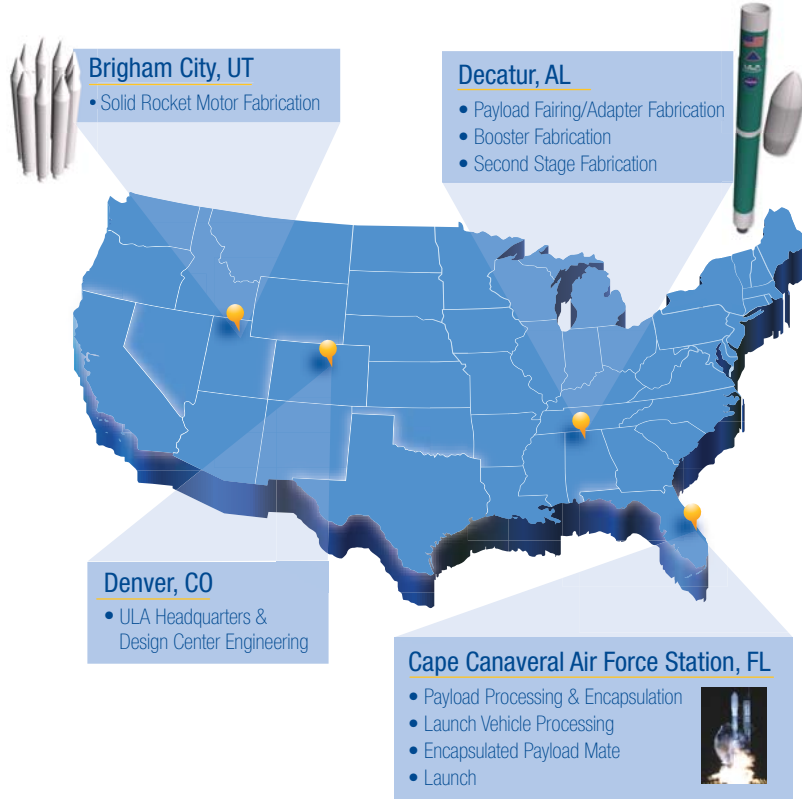 Brigham City, UT
• Solid Rocket Motor Fabrication
Decatur, AL
• Payload Fairing/Adapter Fabrication
• Booster Fabrication
• Second Stage Fabrication
Denver, CO
• ULA Headquarters &
Design Center Engineering
Cape Canaveral Air Force Station, FL
• Payload Processing & Encapsulation
• Launch Vehicle Processing
• Encapsulated Payload Mate
• Launch